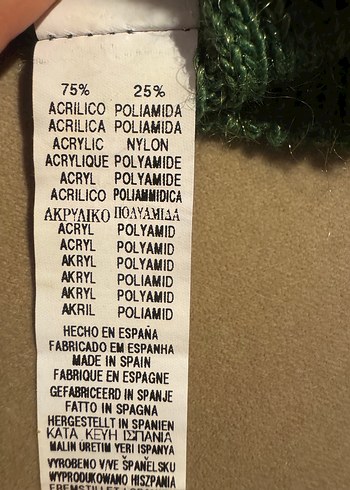 75% 25%
ACRILICO POLIAMIDA
ACRILICA POLIAMIDA
ACRYLIC NYLON
ACRYLIQUE POLYAMIDE
ACRYL POLYAMIDE
ACRILICO POLIAMMIDICA
ΑΚΡΥΛΙΚΟ ΠΟΛΥΑΜΙΔΑ
ACRYL POLYAMID
ACRYL POLYAMID
AKRYL POLYAMID
AKRYL POLIAMID
AKRYL POLYAMID
AKRIL POLIAMID
HECHO EN ESPAÑA
FABRICADO EM ESPANHA
MADE IN SPAIN
FABRIQUE EN ESPAGNE
GEFABRICEERD IN SPANJE
FATTO IN SPAGNA
HERGESTELLT IN SPANIEN
ΚΑΤΑ ΚΕΥΗ ΙΣΠΑΝΙΑ
MALIN URETIM YERI ISPANYA
VYROBENO V/VE ŠPANĚLSKU
WYPRODUKOWANO HISZPANIA